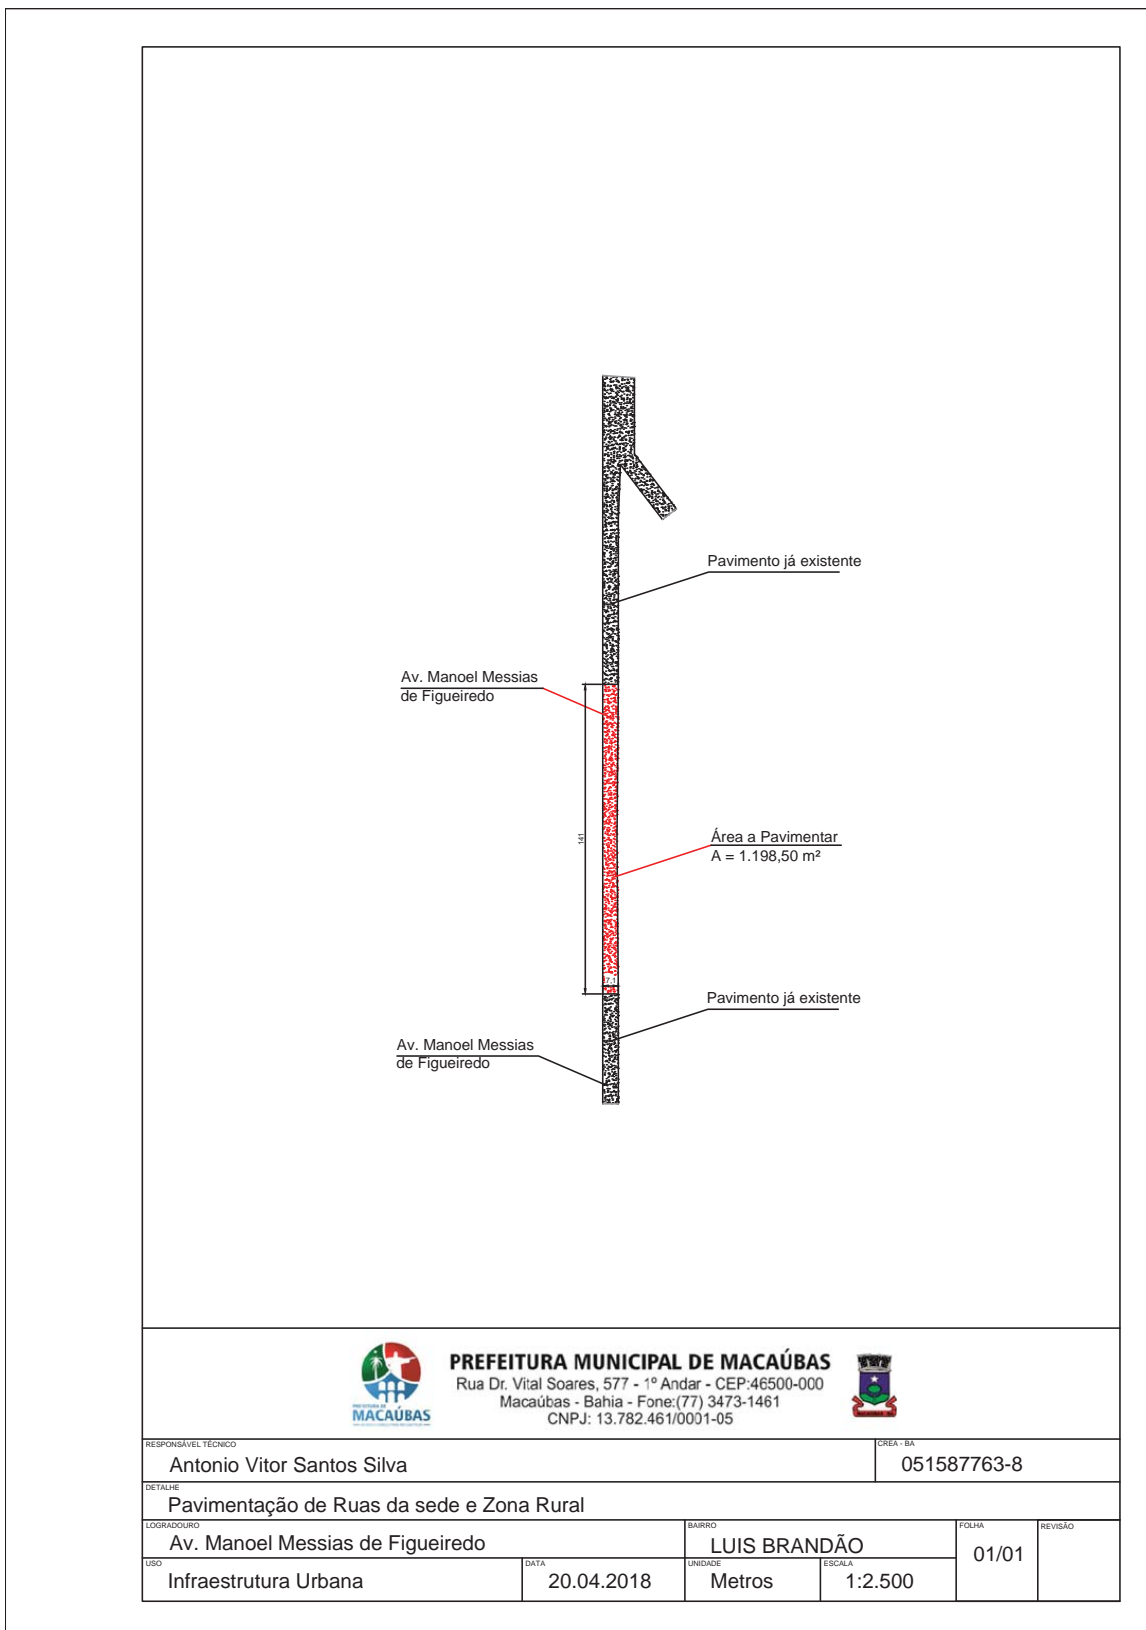 Pavimento já existente
Av. Manoel Messias
de Figueiredo
141
Área a Pavimentar
A = 1.198,50 m²
7.1
Pavimento já existente
Av. Manoel Messias
de Figueiredo
PREFEITURA DE
MACAÚBAS
PREFEITURA MUNICIPAL DE MACAÚBAS
Rua Dr. Vital Soares, 577 - 1º Andar - CEP:46500-000
Macaúbas - Bahia - Fone:(77) 3473-1461
CNPJ: 13.782.461/0001-05
RESPONSÁVEL TÉCNICO
Antonio Vitor Santos Silva
CREA - BA
051587763-8
DETALHE
Pavimentação de Ruas da sede e Zona Rural
LOGRADOURO
Av. Manoel Messias de Figueiredo
BAIRRO
LUIS BRANDÃO
FOLHA
01/01
REVISÃO
USO
Infraestrutura Urbana
DATA
20.04.2018
UNIDADE
Metros
ESCALA
1:2.500